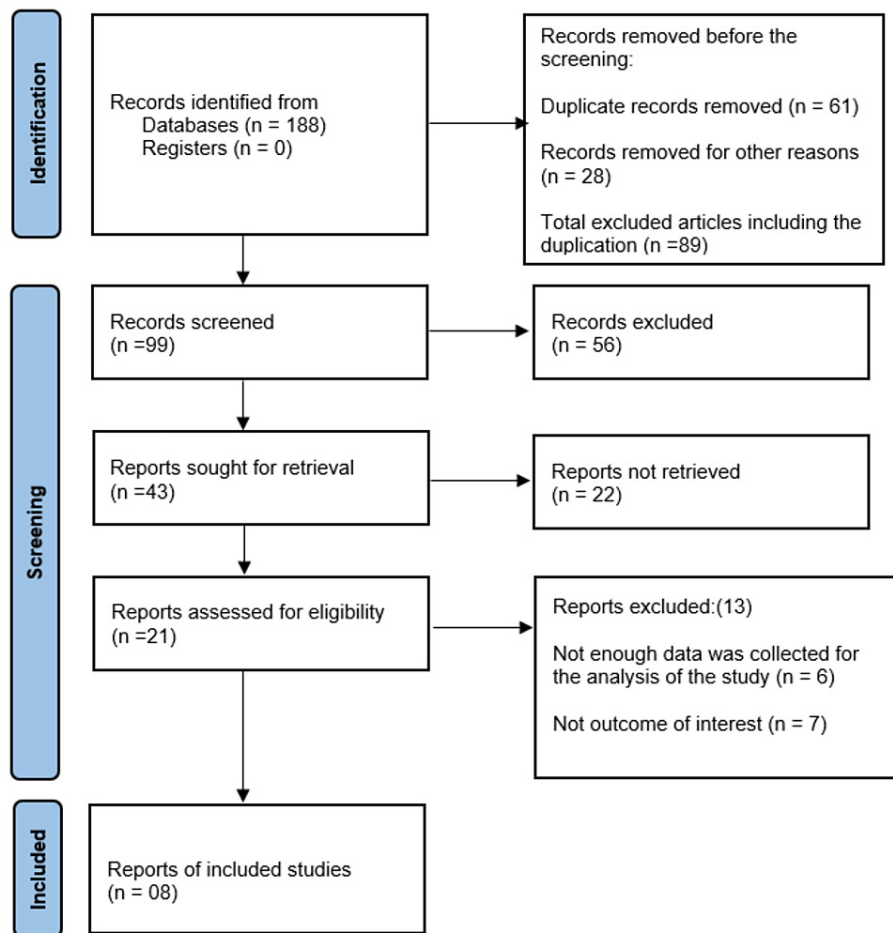 Identification
Records identified from
Databases (n = 188)
Registers (n = 0)
Records removed before the
screening:
Duplicate records removed (n = 61)
Records removed for other reasons
(n = 28)
Total excluded articles including the
duplication (n =89)
Screening
Records screened
(n =99)
Records excluded
(n = 56)
Reports sought for retrieval
(n =43)
Reports not retrieved
(n = 22)
Reports assessed for eligibility
(n =21)
Reports excluded:(13)
Not enough data was collected for
the analysis of the study (n = 6)
Not outcome of interest (n = 7)
Included
Reports of included studies
(n = 08)